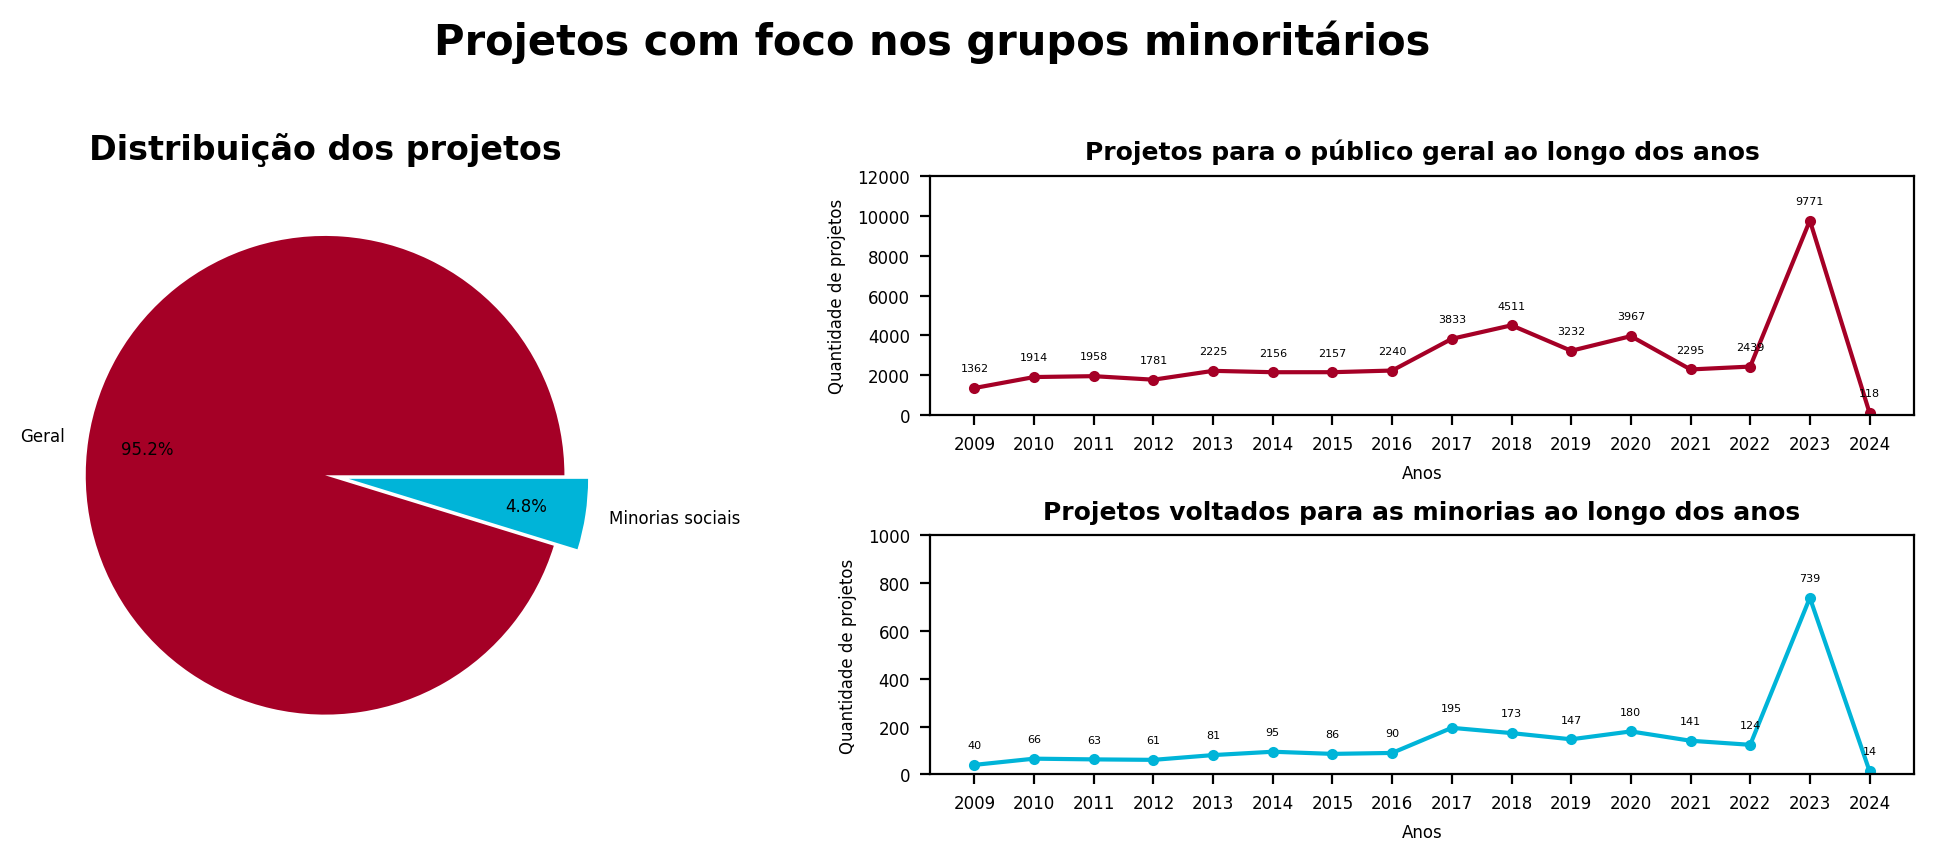 Projetos com foco nos grupos minoritários
Distribuição dos projetos
Geral
95.2%
4.8%
Minorias sociais
Projetos para o público geral ao longo dos anos
Quantidade de projetos
12000
10000
8000
6000
4000
2000
0
1362 1914 1958 1781 2225 2156 2157 2240 3833 4511 3232 3967 2295 2439 9771 118
2009 2010 2011 2012 2013 2014 2015 2016 2017 2018 2019 2020 2021 2022 2023 2024
Anos
Projetos voltados para as minorias ao longo dos anos
Quantidade de projetos
1000
800
600
400
200
0
40 66 63 61 81 95 86 90 195 173 147 180 141 124 739 14
2009 2010 2011 2012 2013 2014 2015 2016 2017 2018 2019 2020 2021 2022 2023 2024
Anos